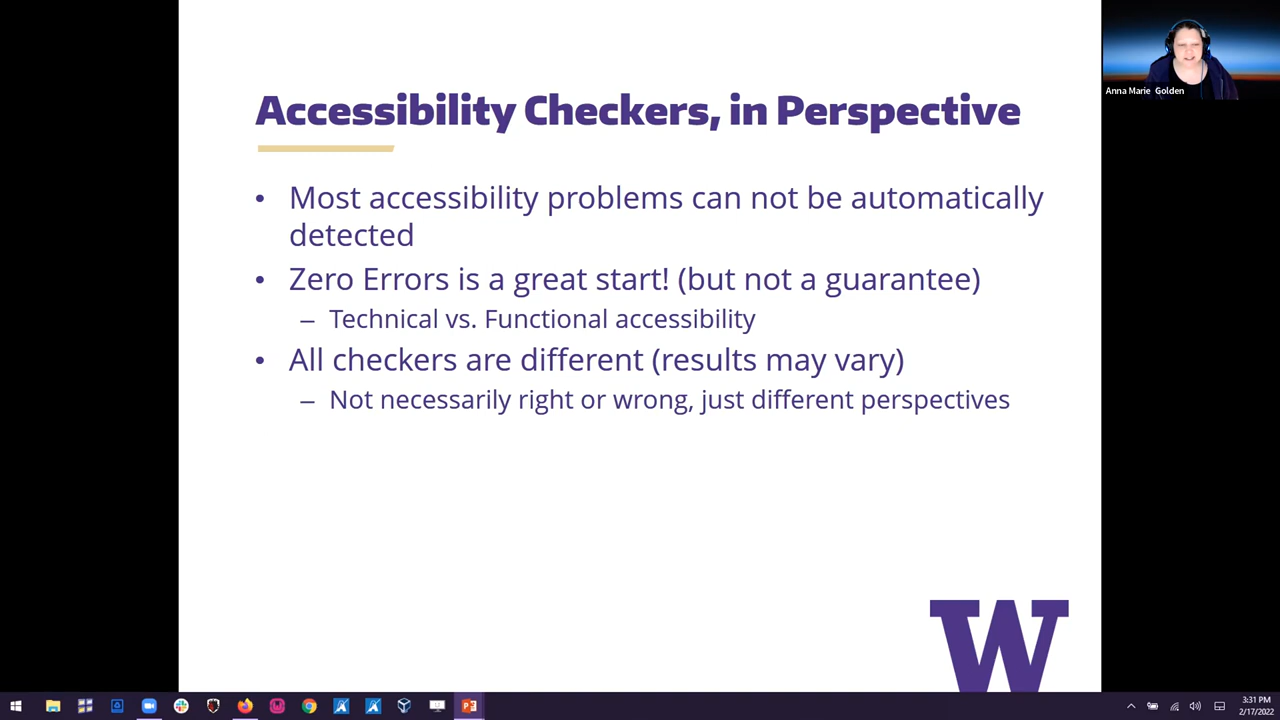 Accessibility Checkers, in Perspective
• Most accessibility problems can not be automatically
detected
• Zero Errors is a great start! (but not a guarantee)
– Technical vs. Functional accessibility
• All checkers are different (results may vary)
– Not necessarily right or wrong, just different perspectives
W
Anna Marie Golden
3:31 PM
2/17/2022